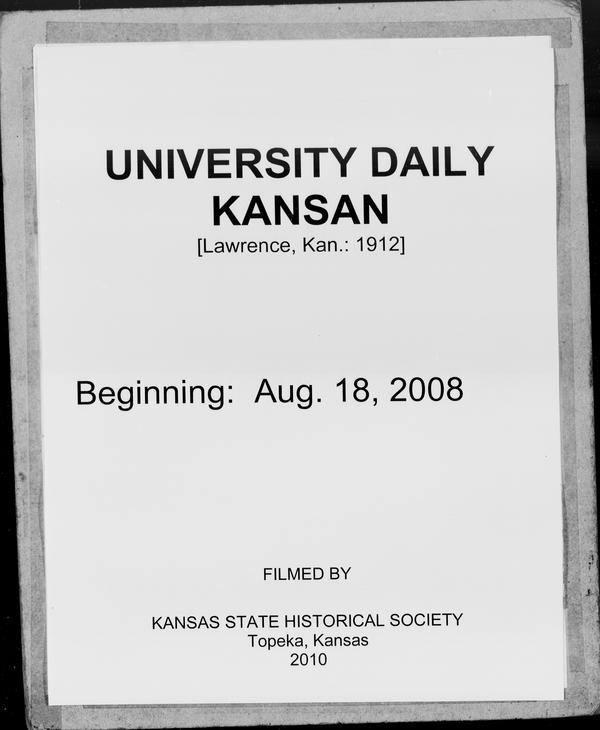 UNIVERSITY DAILY
KANSAN
[Lawrence, Kan.: 1912]
Beginning: Aug. 18, 2008
FILMED BY
KANSAS STATE HISTORICAL SOCIETY
Topeka, Kansas
2010